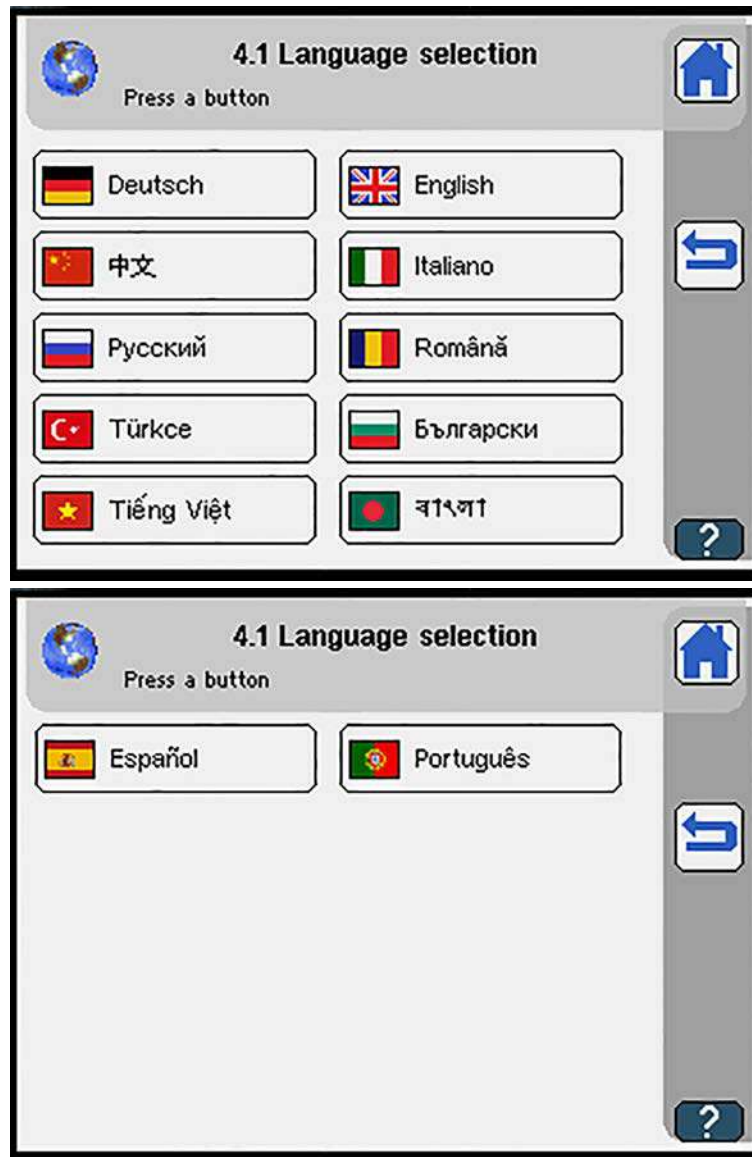 4.1 Language selection
Press a button
Deutsch
English
中文
Italiano
Русский
Română
Türkce
Български
Tiếng Việt
বাংলা
?
4.1 Language selection
Press a button
Español
Português
?